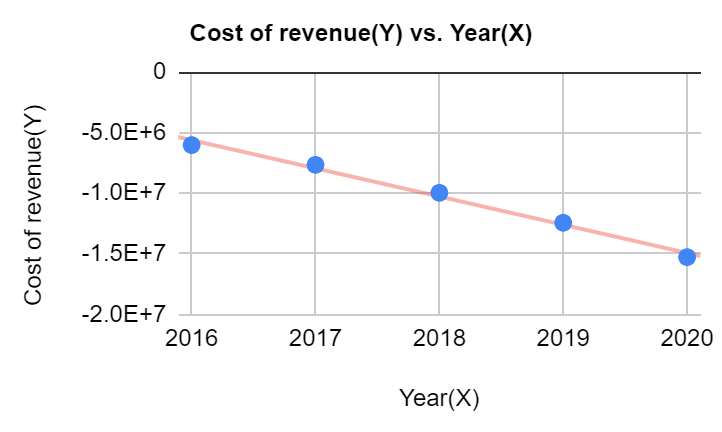 Cost of revenue(Y) vs. Year(X)
Cost of revenue(Y)
0
-5.0E+6
-1.0E+7
-1.5E+7
-2.0E+7
2016 2017 2018 2019 2020
Year(X)